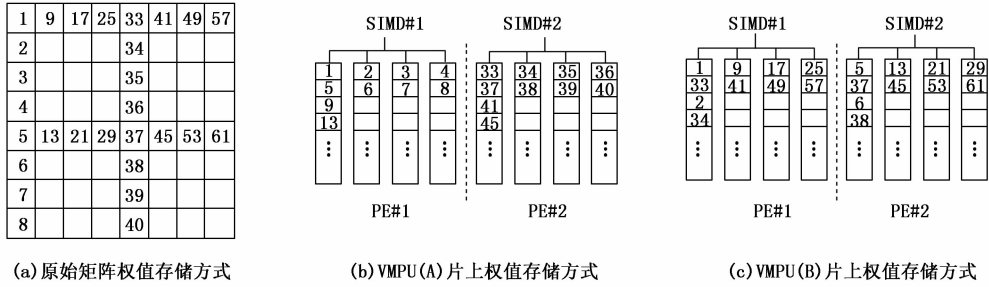 1 9 17 25 33 41 49 57
2 34
3 35
4 36
5 13 21 29 37 45 53 61
6 38
7 39
8 40
(a)原始矩阵权值存储方式
SIMD#1 SIMD#2
1 2 3 4 33 34 35 36
5 6 7 8 37 38 39 40
9 41
13 45
PE#1 PE#2
(b)VMPU(A)片上权值存储方式
SIMD#1 SIMD#2
1 9 17 25 5 13 21 29
33 41 49 57 37 45 53 61
2 6
34 38
PE#1 PE#2
(c)VMPU(B)片上权值存储方式